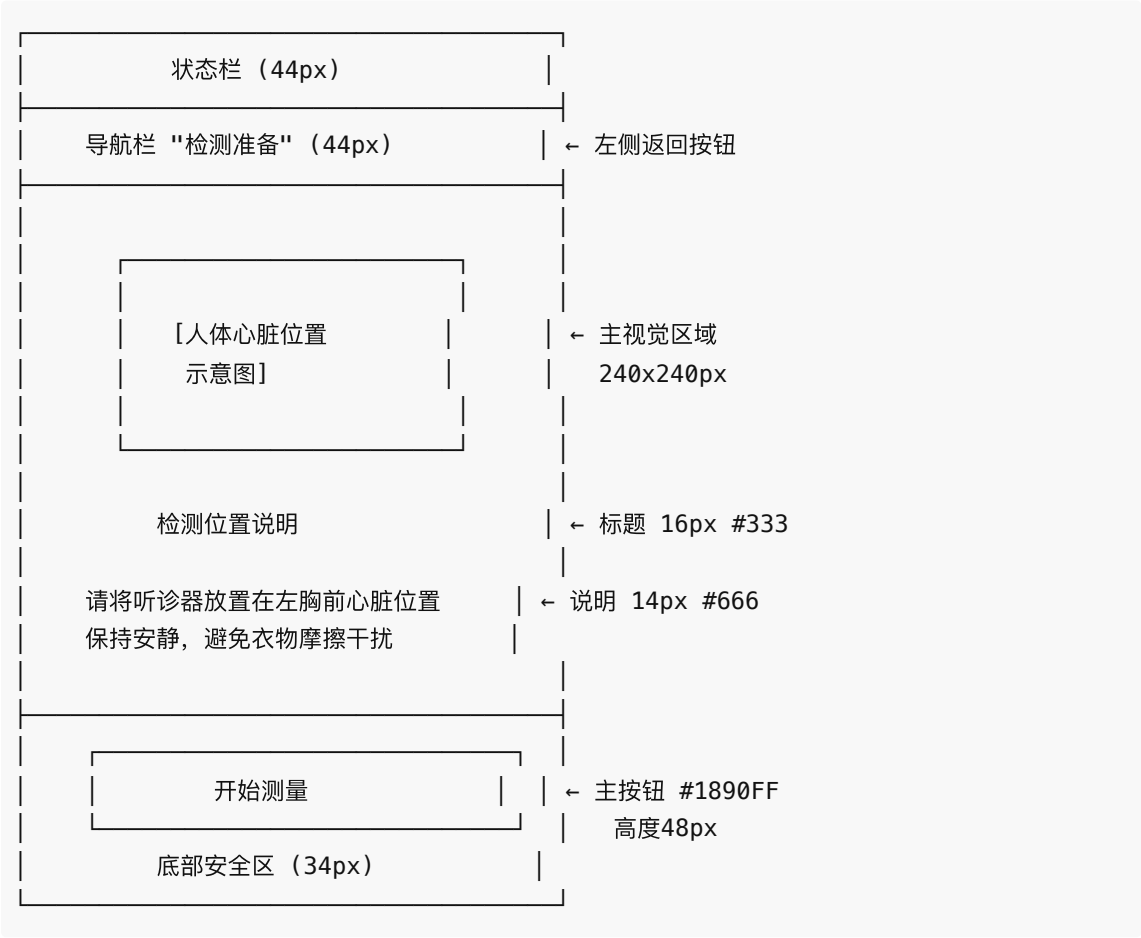 状态栏 (44px)
导航栏 "检测准备" (44px) ← 左侧返回按钮
[人体心脏位置 ← 主视觉区域
示意图] 240x240px
检测位置说明 ← 标题 16px #333
请将听诊器放置在左胸前心脏位置 ← 说明 14px #666
保持安静，避免衣物摩擦干扰
开始测量 ← 主按钮 #1890FF
高度48px
底部安全区 (34px)